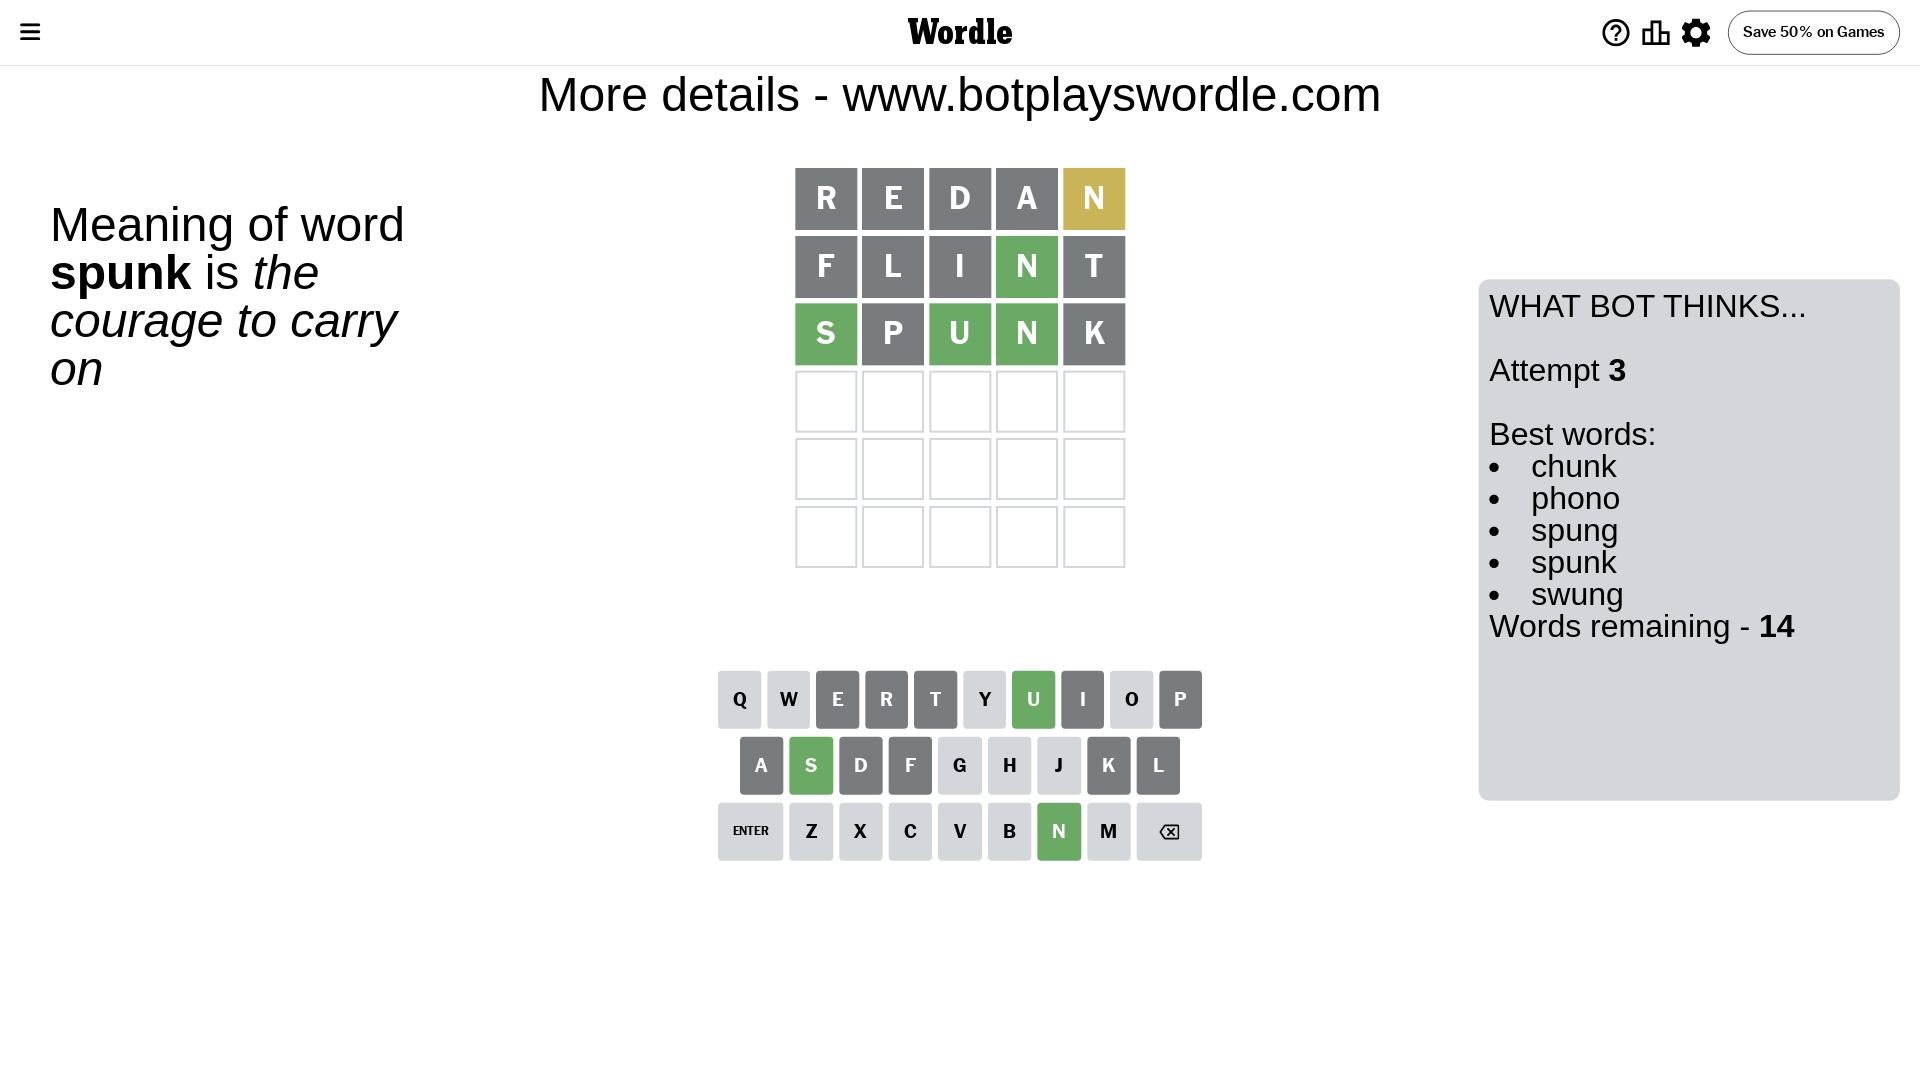 Wordle
Save 50% on Games
More details - www.botplayswordle.com
Meaning of word
spunk is the
courage to carry
on
R E D A N
F L I N T
S P U N K
WHAT BOT THINKS...
Attempt 3
Best words:
• chunk
• phono
• spung
• spunk
• swung
Words remaining - 14
Q W E R T Y U I O P
A S D F G H J K L
ENTER Z X C V B N M